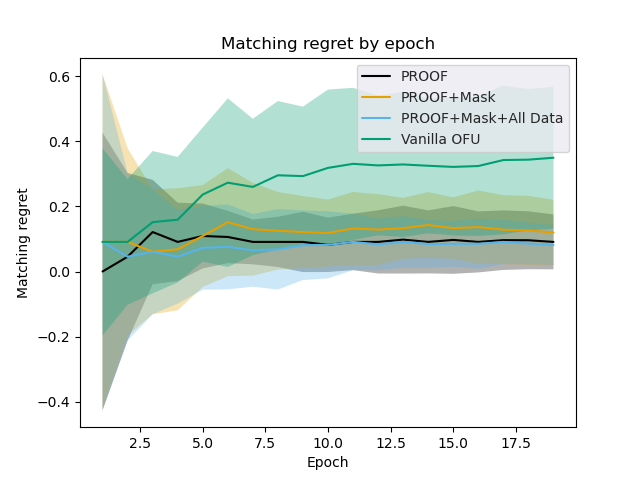 Matching regret by epoch
PROOF
PROOF+Mask
PROOF+Mask+All Data
Vanilla OFU
Matching regret
0.6
0.4
0.2
0.0
−0.2
−0.4
2.5 5.0 7.5 10.0 12.5 15.0 17.5
Epoch